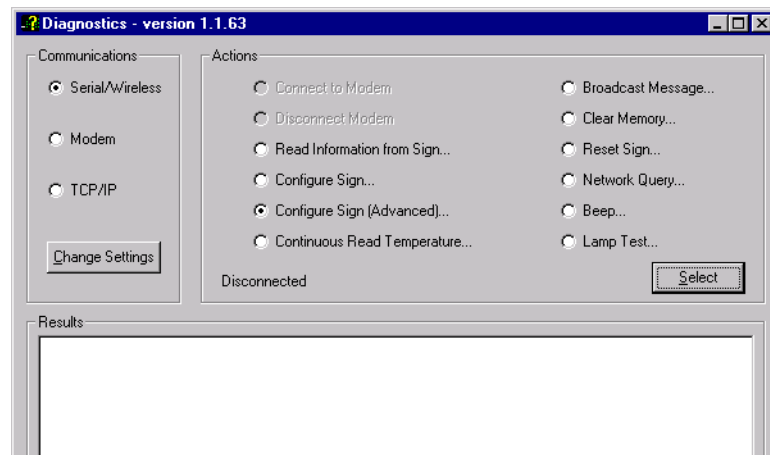 Diagnostics - version 1.1.63
Communications
Serial/Wireless
Modem
TCP/IP
Change Settings
Actions
Connect to Modem
Disconnect Modem
Read Information from Sign...
Configure Sign...
Configure Sign (Advanced)...
Continuous Read Temperature...
Broadcast Message...
Clear Memory...
Reset Sign...
Network Query...
Beep...
Lamp Test...
Disconnected
Select
Results